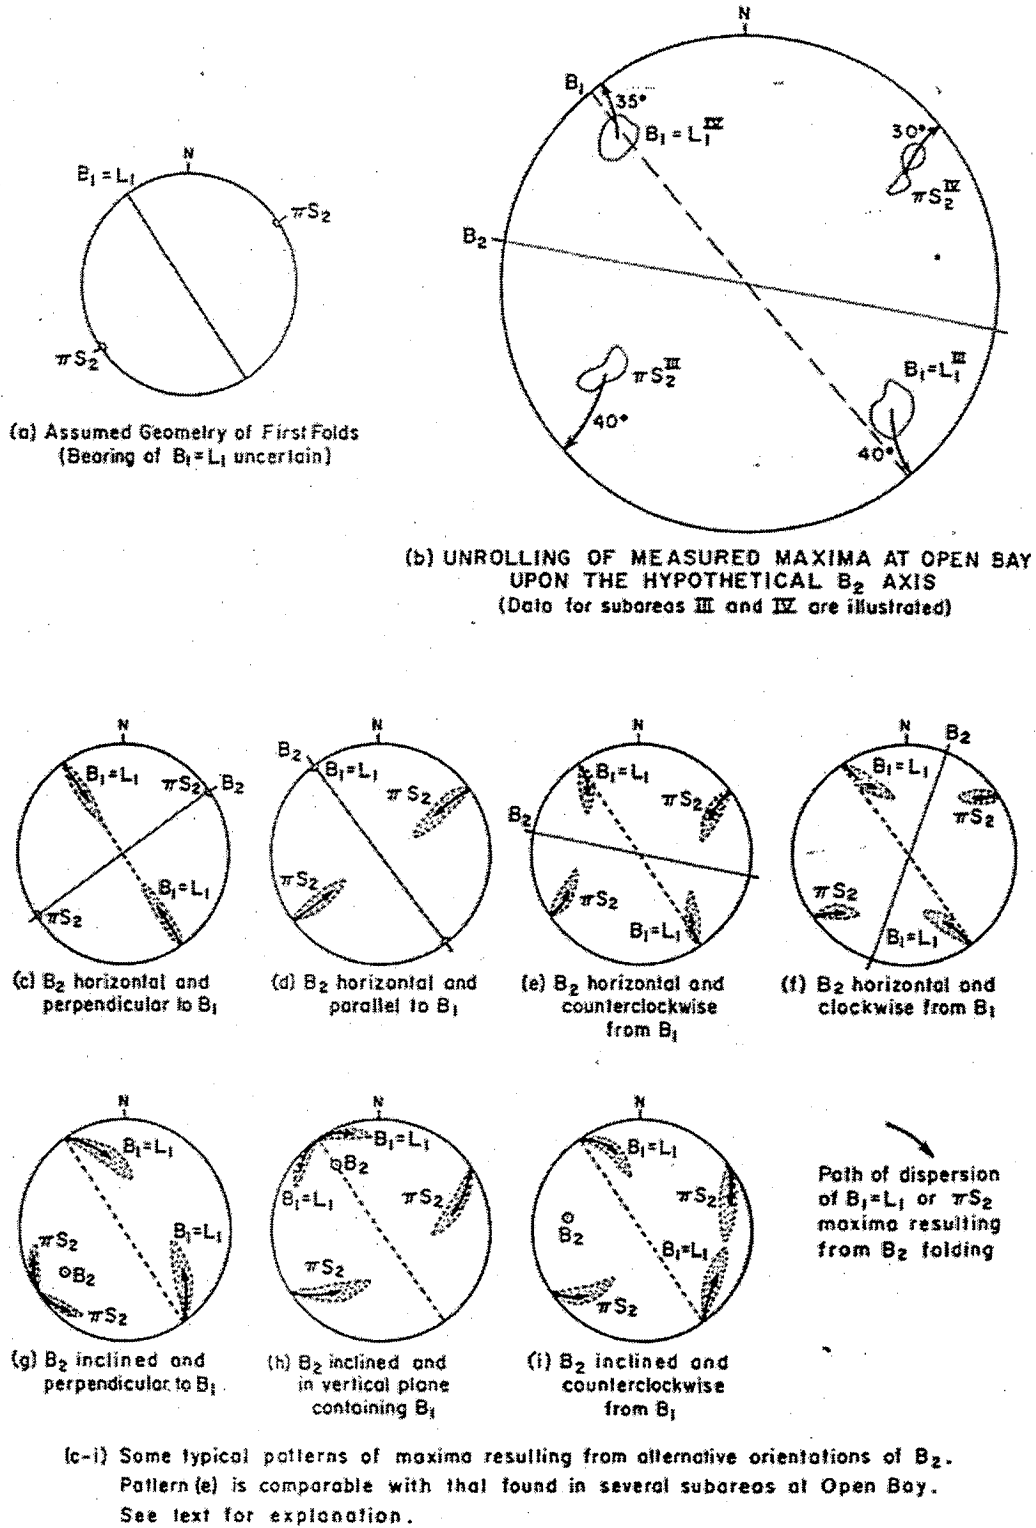 N
B₁=L₁
πS₂
πS₂
(a) Assumed Geometry of First Folds
(Bearing of B₁=L₁ uncertain)
N
B₁
35°
B₁=L₁ᴵⱽ
30°
πS₂ᴵⱽ
B₂
πS₂ᴵᴵᴵ
40°
B₁=L₁ᴵᴵᴵ
40°
(b) UNROLLING OF MEASURED MAXIMA AT OPEN BAY
UPON THE HYPOTHETICAL B₂ AXIS
(Data for subareas III and IV are illustrated)
N
B₁=L₁
πS₂
B₂
B₁=L₁
πS₂
(c) B₂ horizontal and
perpendicular to B₁
N
B₂
B₁=L₁
πS₂
πS₂
(d) B₂ horizontal and
parallel to B₁
N
B₁=L₁
πS₂
B₂
πS₂
B₁=L₁
(e) B₂ horizontal and
counterclockwise
from B₁
N
B₂
B₁=L₁
πS₂
πS₂
B₁=L₁
(f) B₂ horizontal and
clockwise from B₁
N
B₁=L₁
B₁=L₁
πS₂
B₂
πS₂
(g) B₂ inclined and
perpendicular to B₁
N
B₁=L₁
B₂
B₁=L₁
πS₂
πS₂
(h) B₂ inclined and
in vertical plane
containing B₁
N
B₁=L₁
πS₂
B₂
B₁=L₁
πS₂
(i) B₂ inclined and
counterclockwise
from B₁
Path of dispersion
of B₁=L₁ or πS₂
maxima resulting
from B₂ folding
(c-i) Some typical patterns of maxima resulting from alternative orientations of B₂.
Pattern (e) is comparable with that found in several subareas at Open Bay.
See text for explanation.